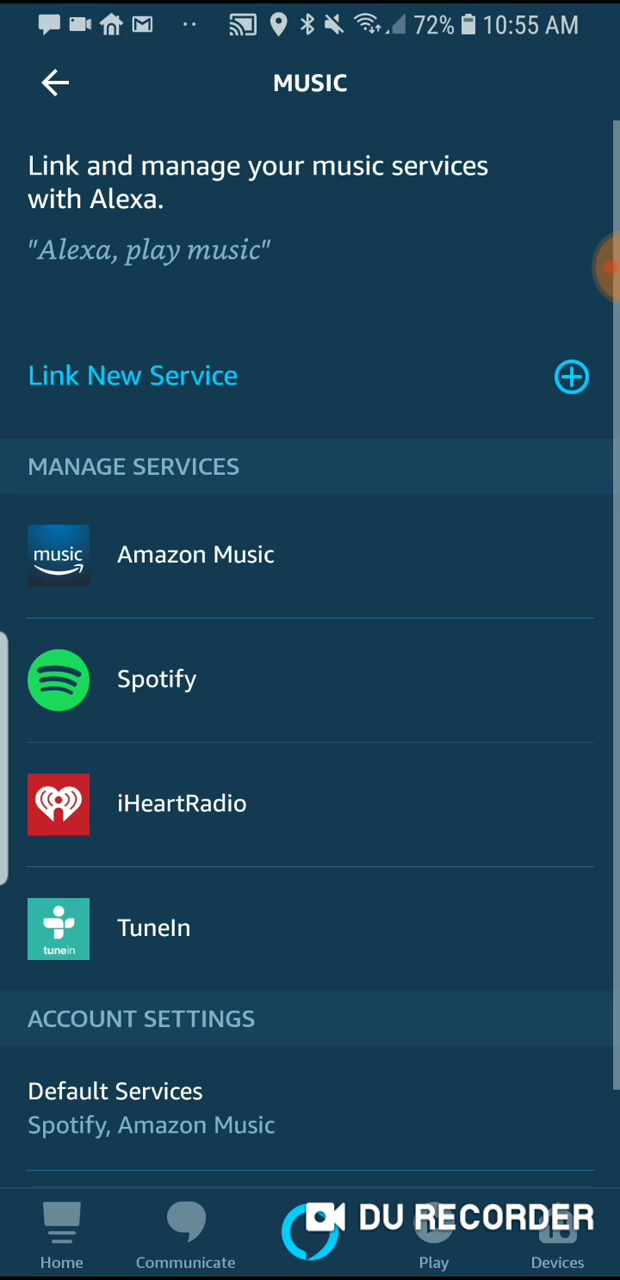 72% 10:55 AM
MUSIC
Link and manage your music services
with Alexa.
"Alexa, play music"
Link New Service
MANAGE SERVICES
music
Amazon Music
Spotify
iHeartRadio
tunein
TuneIn
ACCOUNT SETTINGS
Default Services
Spotify, Amazon Music
DU RECORDER
Home
Communicate
Play
Devices